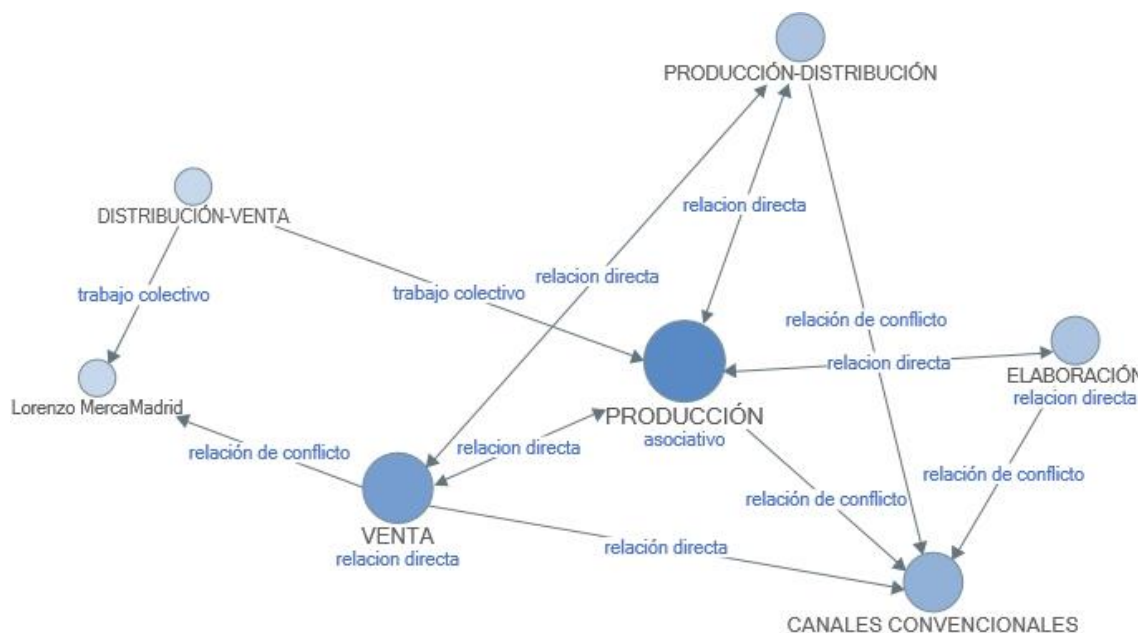 PRODUCCIÓN-DISTRIBUCIÓN
relacion directa
DISTRIBUCIÓN-VENTA
relacion directa
trabajo colectivo
trabajo colectivo
relación de conflicto
relacion directa
ELABORACIÓN
relacion directa
Lorenzo MercaMadrid
PRODUCCIÓN
asociativo
relación de conflicto
relacion directa
relación de conflicto
relación de conflicto
VENTA
relacion directa
relación directa
CANALES CONVENCIONALES